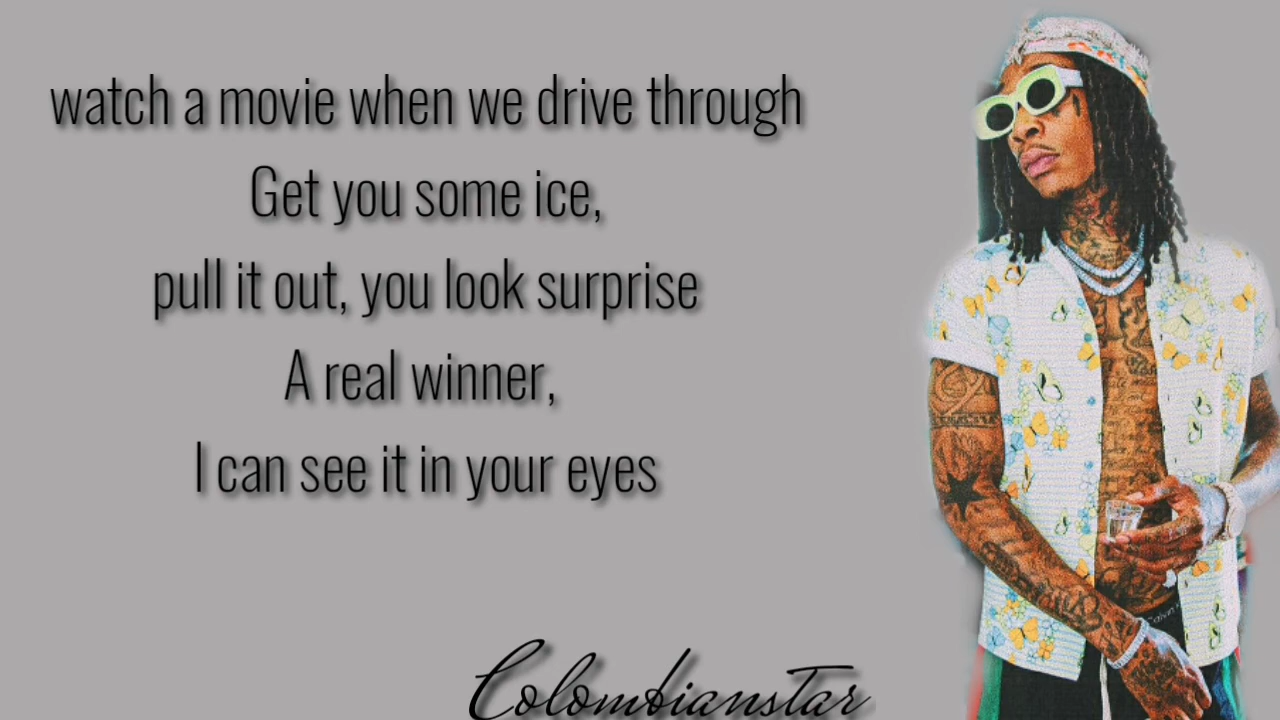 watch a movie when we drive through
Get you some ice,
pull it out, you look surprise
A real winner,
I can see it in your eyes
Colombianstar